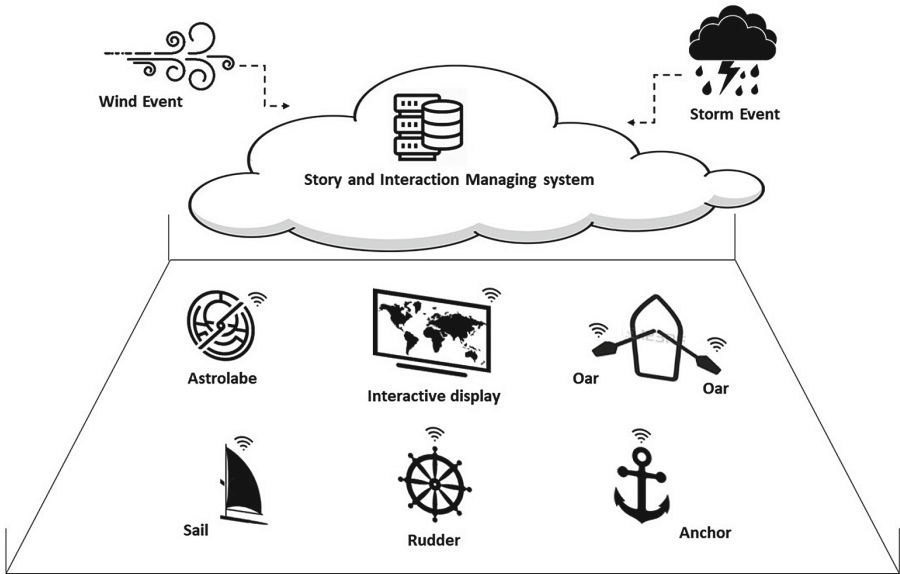 Wind Event
Storm Event
Story and Interaction Managing system
Astrolabe
Interactive display
Oar
Oar
Sail
Rudder
Anchor